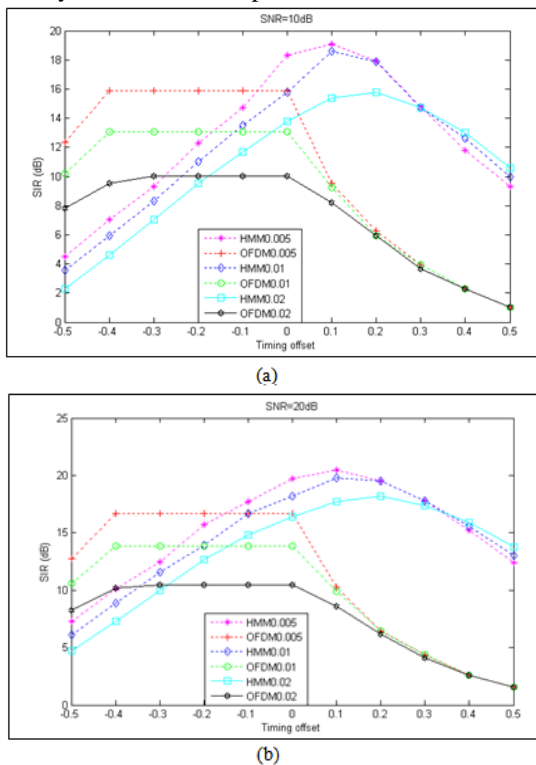 SNR=10dB
20
18
16
14
12
10
8
6
4
2
0
SIR (dB)
HMM0.005
OFDM0.005
HMM0.01
OFDM0.01
HMM0.02
OFDM0.02
-0.5 -0.4 -0.3 -0.2 -0.1 0 0.1 0.2 0.3 0.4 0.5
Timing offset
(a)
SNR=20dB
25
20
15
10
5
0
SIR (dB)
HMM0.005
OFDM0.005
HMM0.01
OFDM0.01
HMM0.02
OFDM0.02
-0.5 -0.4 -0.3 -0.2 -0.1 0 0.1 0.2 0.3 0.4 0.5
Timing offset
(b)